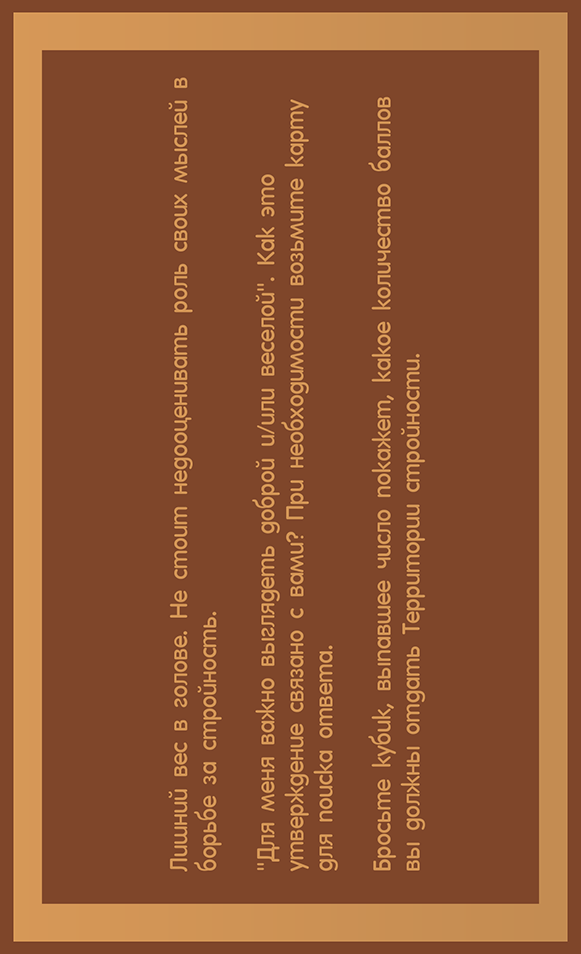 Лишний вес в голове. Не стоит недооценивать роль своих мыслей в
борьбе за стройность.
"Для меня важно выглядеть доброй и/или веселой". Как это
утверждение связано с вами? При необходимости возьмите карту
для поиска ответа.
Бросьте кубик, выпавшее число покажет, какое количество баллов
вы должны отдать Территории стройности.